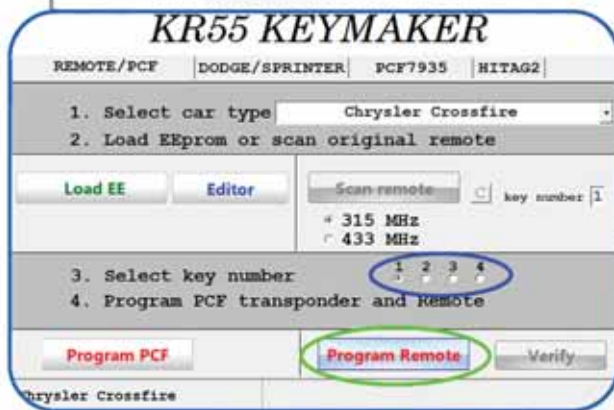 KR55 KEYMAKER
REMOTE/PCF DODGE/SPRINTER PCF7935 HITAG2
1. Select car type Chrysler Crossfire
2. Load EEprom or scan original remote
Load EE Editor Scan remote C key number 1
315 MHz
433 MHz
3. Select key number 1 2 3 4
4. Program PCF transponder and Remote
Program PCF Program Remote Verify
Chrysler Crossfire